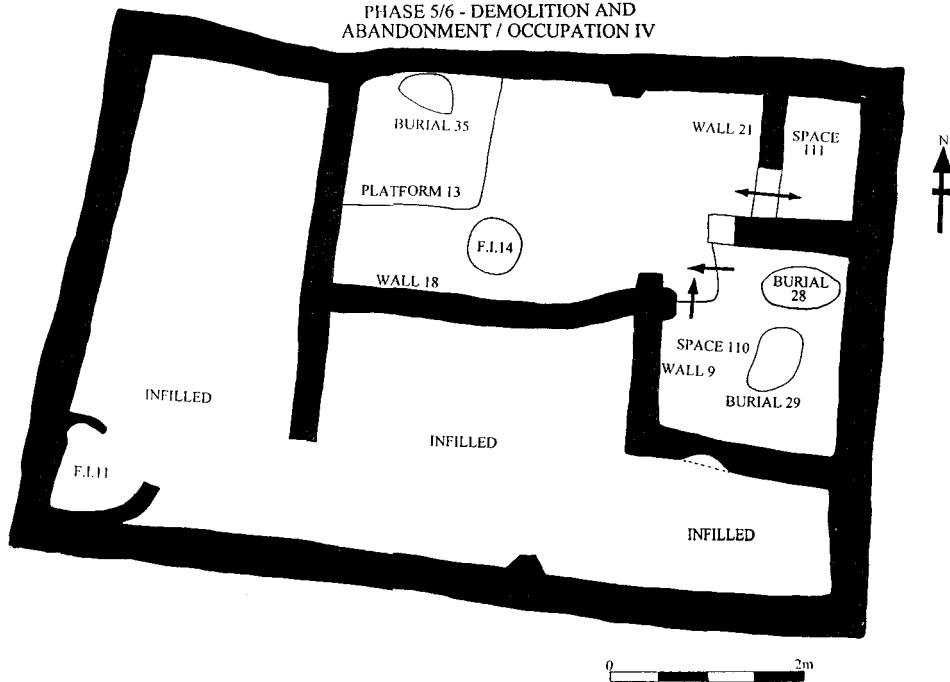 PHASE 5/6 - DEMOLITION AND
ABANDONMENT / OCCUPATION IV
BURIAL 35
WALL 21
SPACE
111
N
PLATFORM 13
F.I.14
WALL 18
BURIAL
28
SPACE 110
WALL 9
BURIAL 29
INFILLED
INFILLED
F.I.11
INFILLED
0 2m